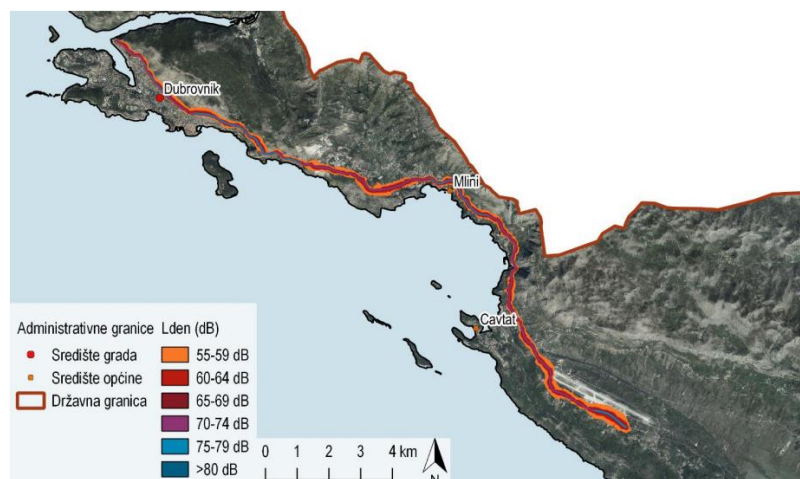 Dubrovnik
Mlini
Cavtat
Administrativne granice
Središte grada
Središte općine
Državna granica
Lden (dB)
55-59 dB
60-64 dB
65-69 dB
70-74 dB
75-79 dB
>80 dB
0 1 2 3 4 km
N